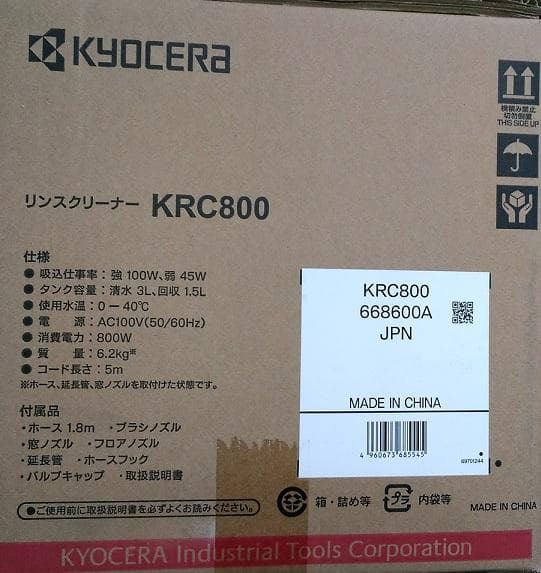 KYOCERA
横積み禁止
切勿倒置
THIS SIDE UP
リンスクリーナー KRC800
仕様
● 吸込仕事率：強 100W、弱 45W
● タンク容量：清水 3L、回収 1.5L
● 使用水温：0 ー 40℃
● 電　　源：AC100V(50/60Hz)
● 消費電力：800W
● 質　　量：6.2kg※
● コード長さ：5m
※ホース、延長管、窓ノズルを取付けた状態です。
付属品
・ホース 1.8m ・ブラシノズル
・窓ノズル ・フロアノズル
・延長管 ・ホースフック
・バルブキャップ ・取扱説明書
●ご使用前に取扱説明書を必ずよくお読みください。
KRC800
668600A
JPN
MADE IN CHINA
4 960673 685545
69701244
箱・詰め等
プラ
内袋等
MADE IN CHINA
KYOCERA Industrial Tools Corporation